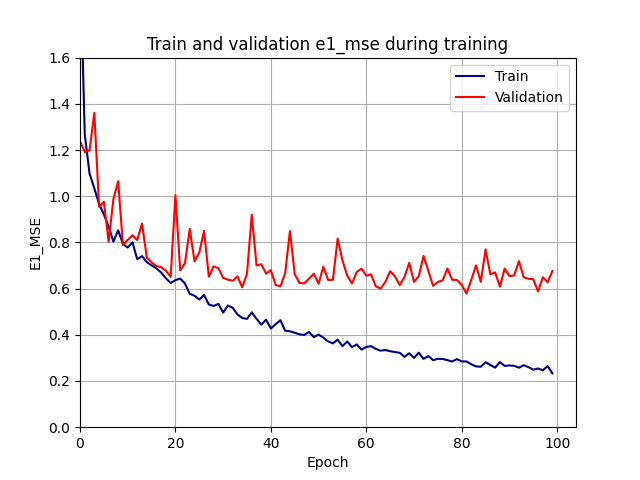 Train and validation e1_mse during training
Train
Validation
E1_MSE
1.6
1.4
1.2
1.0
0.8
0.6
0.4
0.2
0.0
0 20 40 60 80 100
Epoch